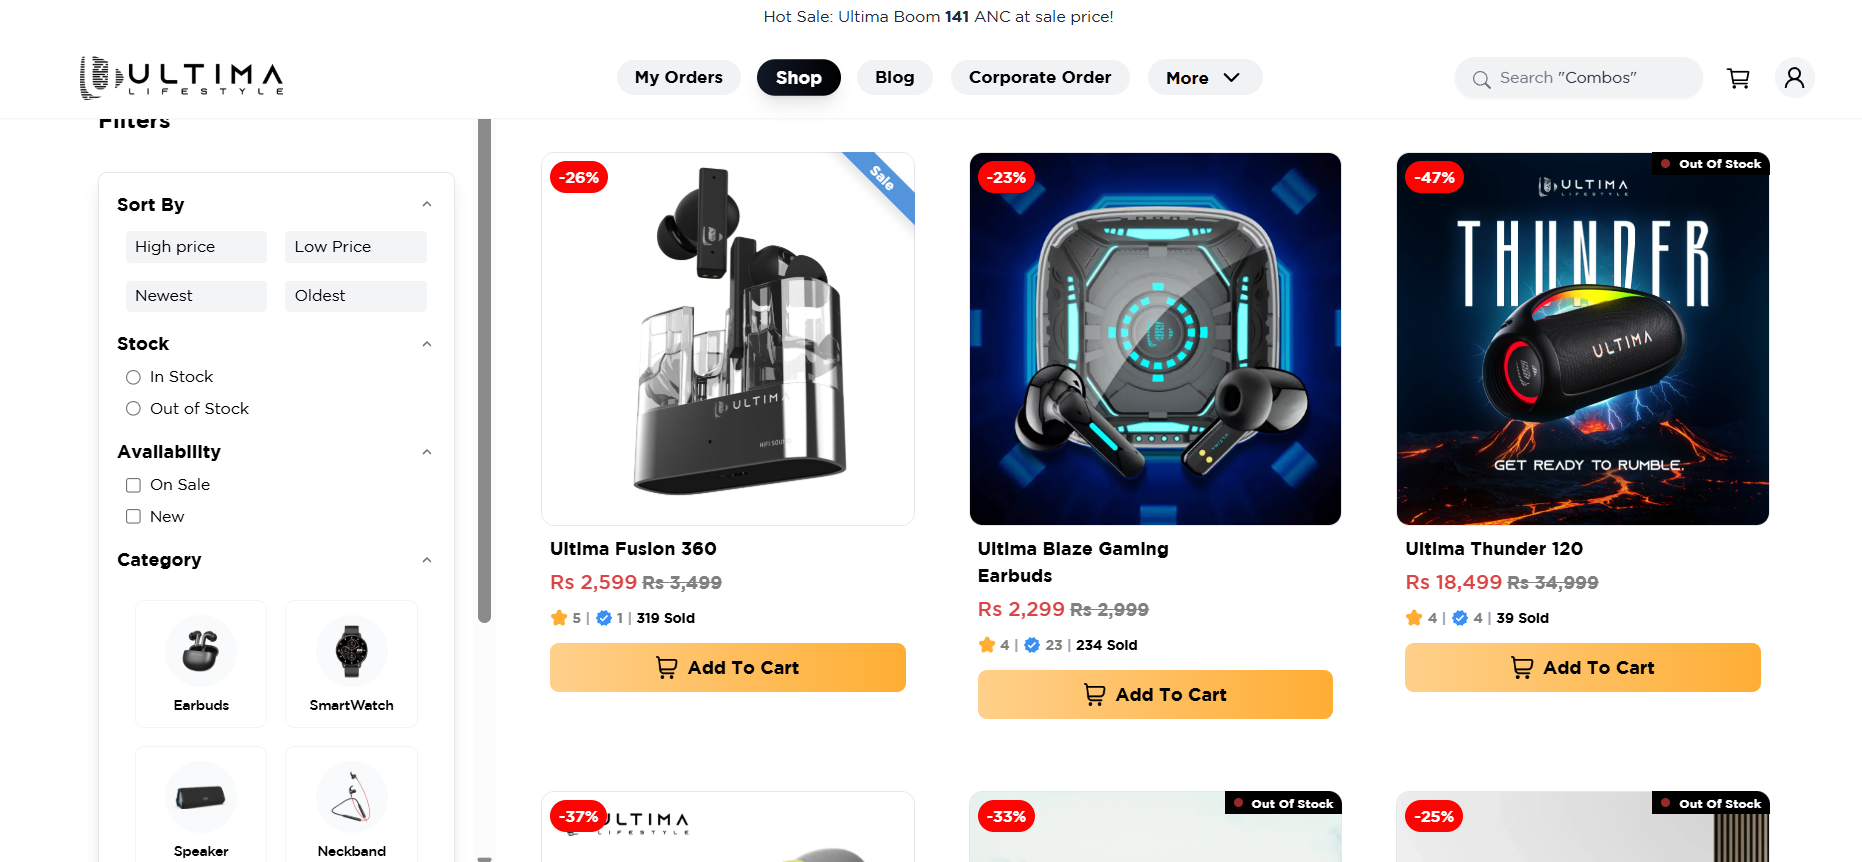 Hot Sale: Ultima Boom 141 ANC at sale price!
ULTIMA
LIFESTYLE
My Orders
Shop
Blog
Corporate Order
More
Search "Combos"
Filters
Sort By
High price
Low Price
Newest
Oldest
Stock
In Stock
Out of Stock
Availability
On Sale
New
Category
Earbuds
SmartWatch
Speaker
Neckband
-26%
Sale
ULTIMA
HIFI SOUND
Ultima Fusion 360
Rs 2,599 Rs 3,499
5 | 1 | 319 Sold
Add To Cart
-23%
ULTIMA
Ultima Blaze Gaming
Earbuds
Rs 2,299 Rs 2,999
4 | 23 | 234 Sold
Add To Cart
-47%
Out Of Stock
ULTIMA
LIFESTYLE
THUNDER
ULTIMA
GET READY TO RUMBLE.
Ultima Thunder 120
Rs 18,499 Rs 34,999
4 | 4 | 39 Sold
Add To Cart
-37%
ULTIMA
LIFESTYLE
-33%
Out Of Stock
-25%
Out Of Stock